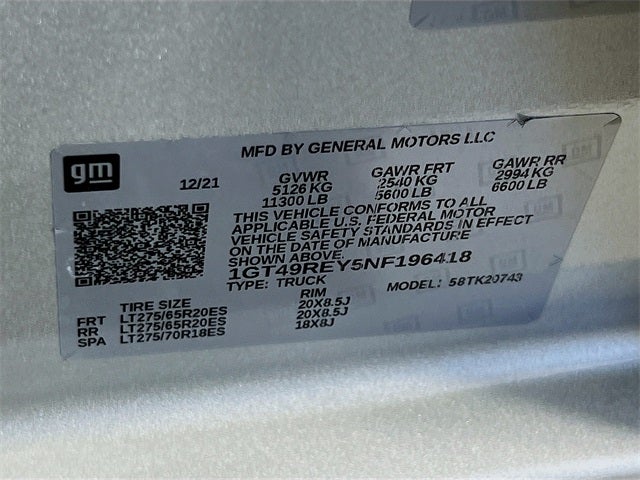 MFD BY GENERAL MOTORS LLC
gm
12/21 GVWR GAWR FRT GAWR RR
5126 KG 2540 KG 2994 KG
11300 LB 5600 LB 6600 LB
THIS VEHICLE CONFORMS TO ALL
APPLICABLE U.S. FEDERAL MOTOR
VEHICLE SAFETY STANDARDS IN EFFECT
ON THE DATE OF MANUFACTURE
SHOWN ABOVE.
1GT49REY5NF196418
TYPE: TRUCK MODEL: 58TK20743
TIRE SIZE RIM
FRT LT275/65R20ES 20X8.5J
RR LT275/65R20ES 20X8.5J
SPA LT275/70R18ES 18X8J